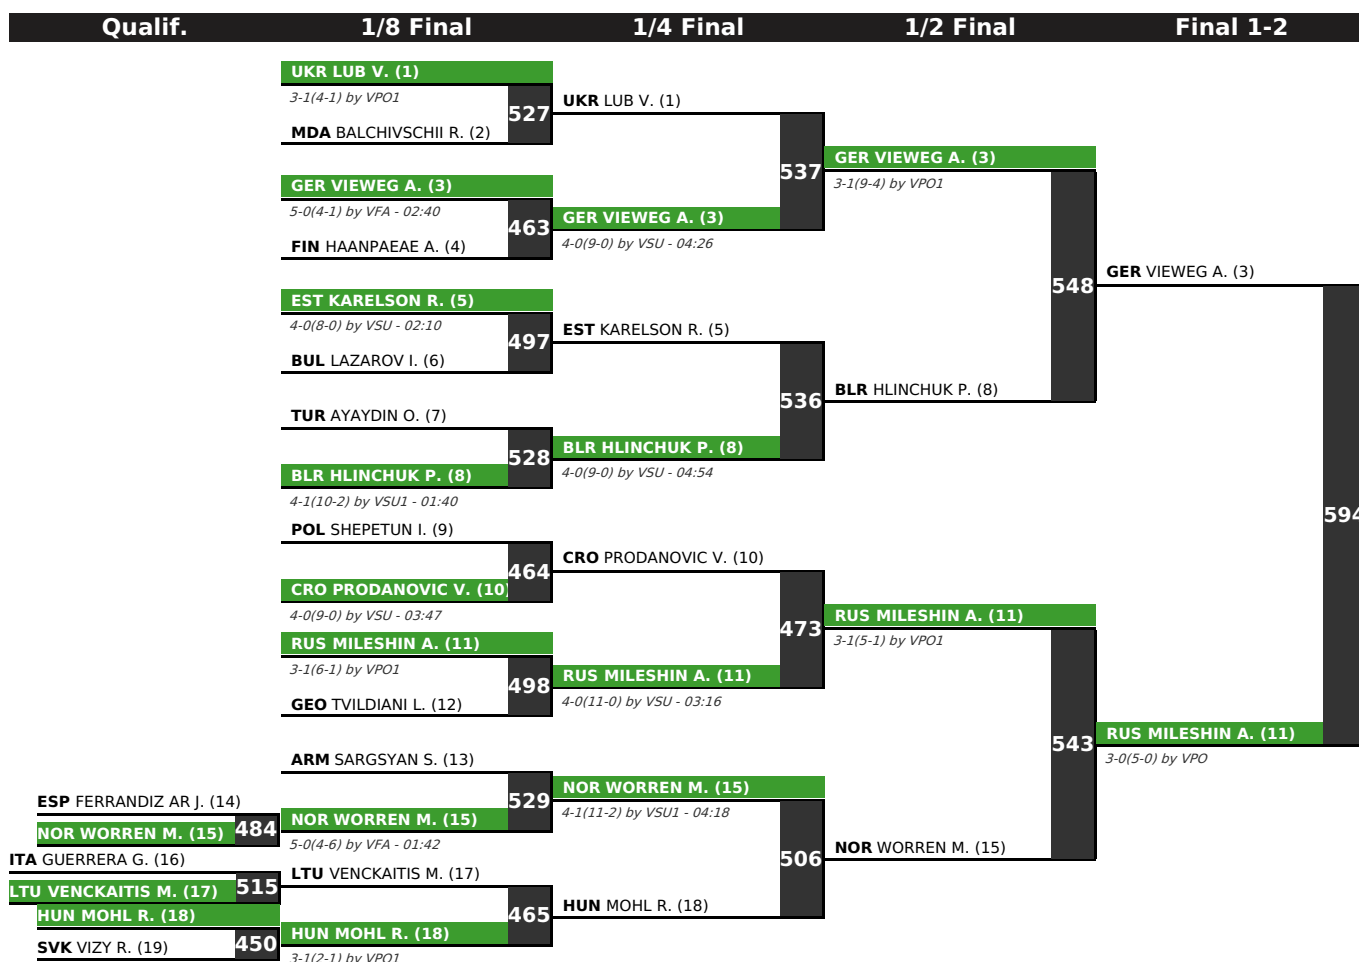 Qualif.
1/8 Final
1/4 Final
1/2 Final
Final 1-2
UKR LUB V. (1)
3-1(4-1) by VPO1
527
MDA BALCHIVSCHII R. (2)
GER VIEWEG A. (3)
5-0(4-1) by VFA - 02:40
463
FIN HAANPAEAE A. (4)
EST KARELSON R. (5)
4-0(8-0) by VSU - 02:10
497
BUL LAZAROV I. (6)
TUR AYAYDIN O. (7)
528
BLR HLINCHUK P. (8)
4-1(10-2) by VSU1 - 01:40
POL SHEPETUN I. (9)
464
CRO PRODANOVIC V. (10)
4-0(9-0) by VSU - 03:47
RUS MILESHIN A. (11)
3-1(6-1) by VPO1
498
GEO TVILDIANI L. (12)
ARM SARGSYAN S. (13)
529
NOR WORREN M. (15)
5-0(4-6) by VFA - 01:42
LTU VENCKAITIS M. (17)
465
HUN MOHL R. (18)
3-1(2-1) by VPO1
ESP FERRANDIZ AR J. (14)
484
NOR WORREN M. (15)
ITA GUERRERA G. (16)
515
LTU VENCKAITIS M. (17)
HUN MOHL R. (18)
450
SVK VIZY R. (19)
UKR LUB V. (1)
537
GER VIEWEG A. (3)
4-0(9-0) by VSU - 04:26
EST KARELSON R. (5)
536
BLR HLINCHUK P. (8)
4-0(9-0) by VSU - 04:54
CRO PRODANOVIC V. (10)
473
RUS MILESHIN A. (11)
4-0(11-0) by VSU - 03:16
NOR WORREN M. (15)
4-1(11-2) by VSU1 - 04:18
506
HUN MOHL R. (18)
GER VIEWEG A. (3)
3-1(9-4) by VPO1
548
BLR HLINCHUK P. (8)
RUS MILESHIN A. (11)
3-1(5-1) by VPO1
543
NOR WORREN M. (15)
GER VIEWEG A. (3)
594
RUS MILESHIN A. (11)
3-0(5-0) by VPO